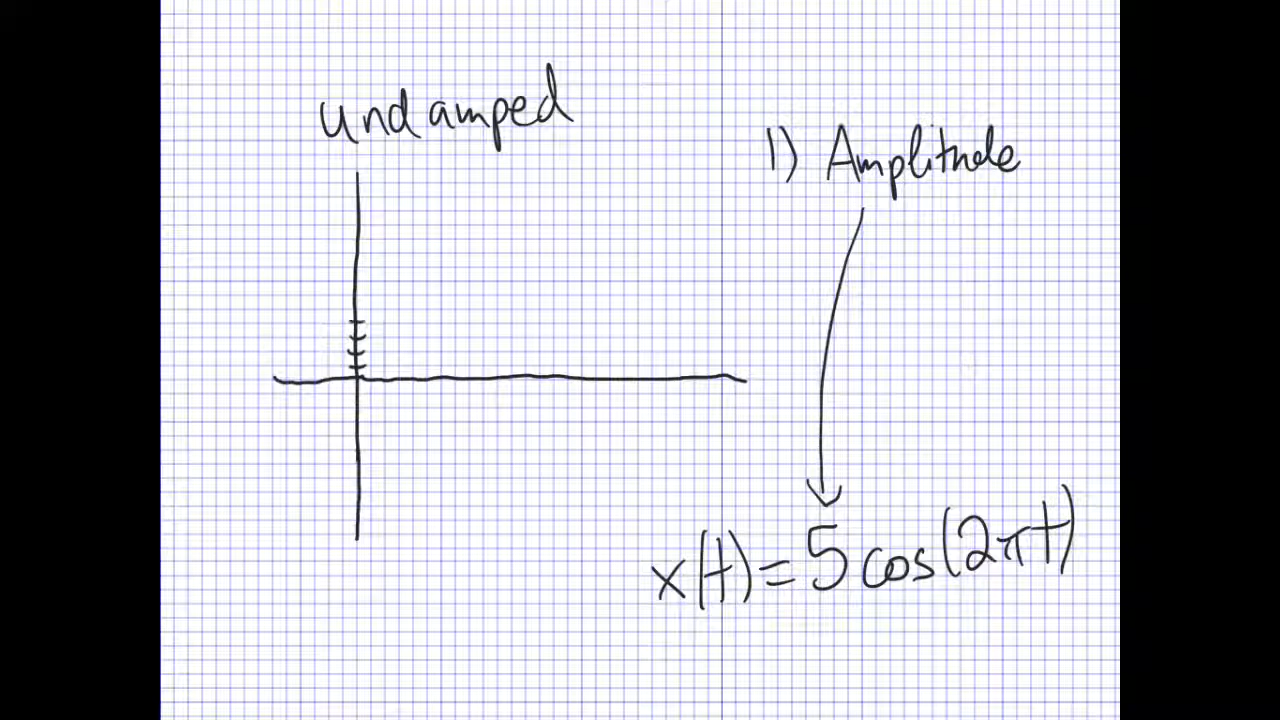 undamped
1) Amplitude
x(t) = 5 cos(2πt)